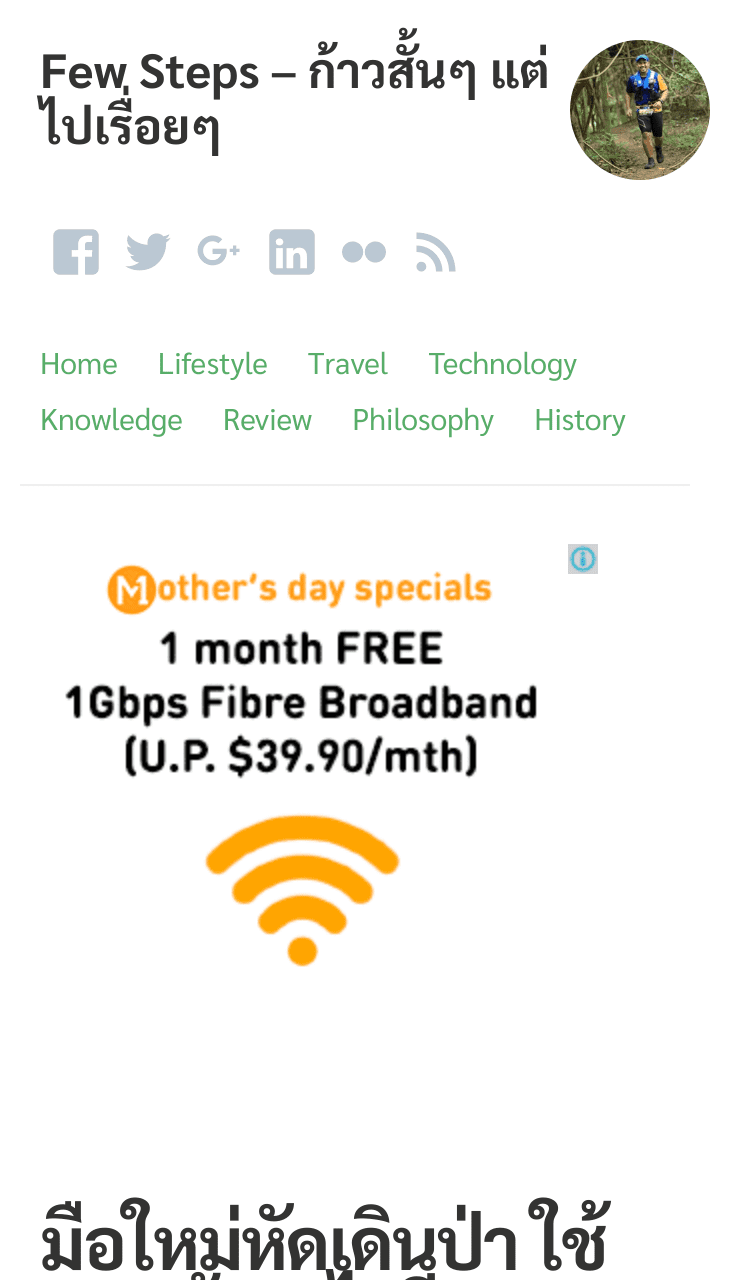 Few Steps – ก้าวสั้นๆ แต่
ไปเรื่อยๆ
Home Lifestyle Travel Technology
Knowledge Review Philosophy History
Mother's day specials
1 month FREE
1Gbps Fibre Broadband
(U.P. $39.90/mth)
มือใหม่หัดเดินป่า ใช้